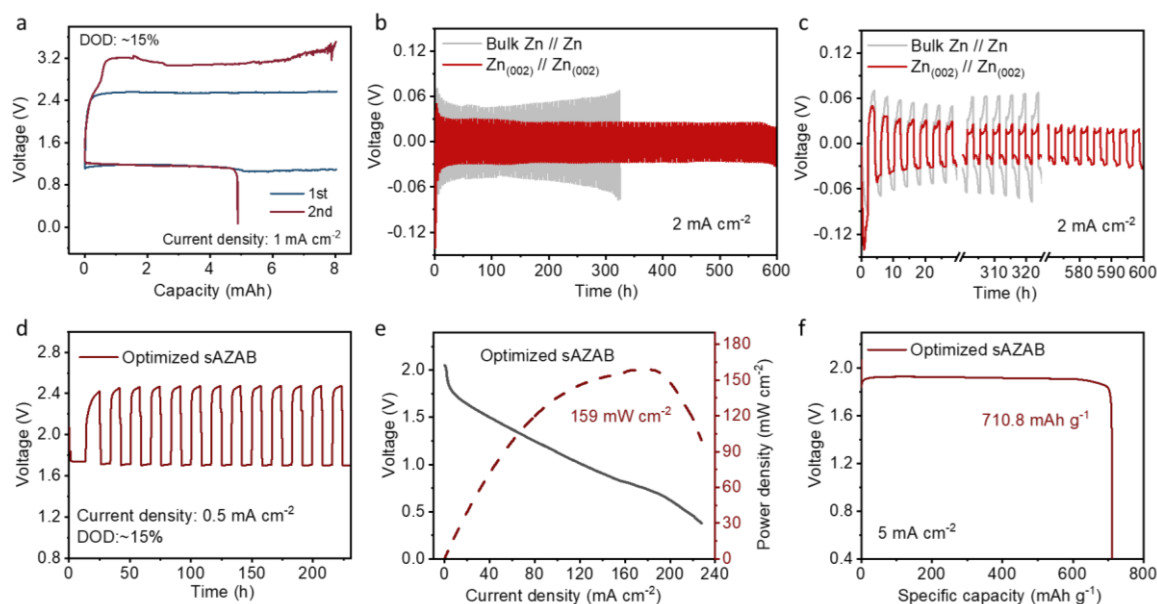 a
DOD: ~15%
3.2
2.4
1.6
0.8
0.0
Voltage (V)
1st
2nd
Current density: 1 mA cm⁻²
0 2 4 6 8
Capacity (mAh)
b
Bulk Zn // Zn
Zn₍₀₀₂₎ // Zn₍₀₀₂₎
0.12
0.06
0.00
-0.06
-0.12
Voltage (V)
2 mA cm⁻²
0 100 200 300 400 500 600
Time (h)
c
Bulk Zn // Zn
Zn₍₀₀₂₎ // Zn₍₀₀₂₎
0.12
0.06
0.00
-0.06
-0.12
Voltage (V)
2 mA cm⁻²
0 10 20 310 320 580 590 600
Time (h)
d
Optimized sAZAB
2.8
2.4
2.0
1.6
1.2
0.8
Voltage (V)
Current density: 0.5 mA cm⁻²
DOD:~15%
0 50 100 150 200
Time (h)
e
Optimized sAZAB
2.0
1.5
1.0
0.5
0.0
Voltage (V)
159 mW cm⁻²
180
150
120
90
60
30
0
Power density (mW cm⁻²)
0 40 80 120 160 200 240
Current density (mA cm⁻²)
f
Optimized sAZAB
2.0
1.6
1.2
0.8
0.4
Voltage (V)
710.8 mAh g⁻¹
5 mA cm⁻²
0 200 400 600 800
Specific capacity (mAh g⁻¹)